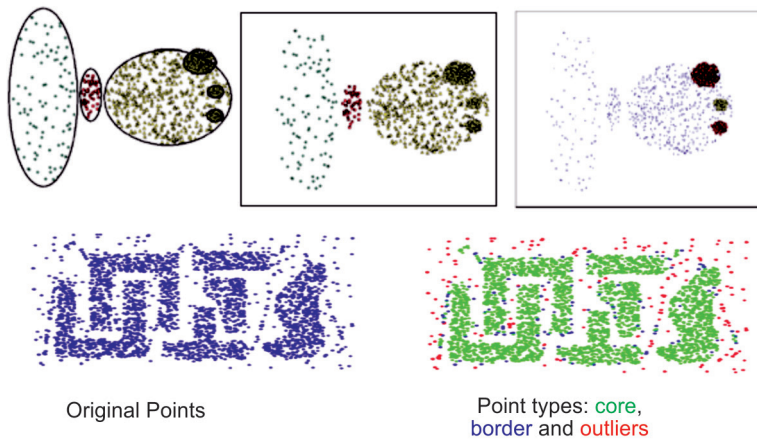 Original Points
Point types: core,
border and outliers